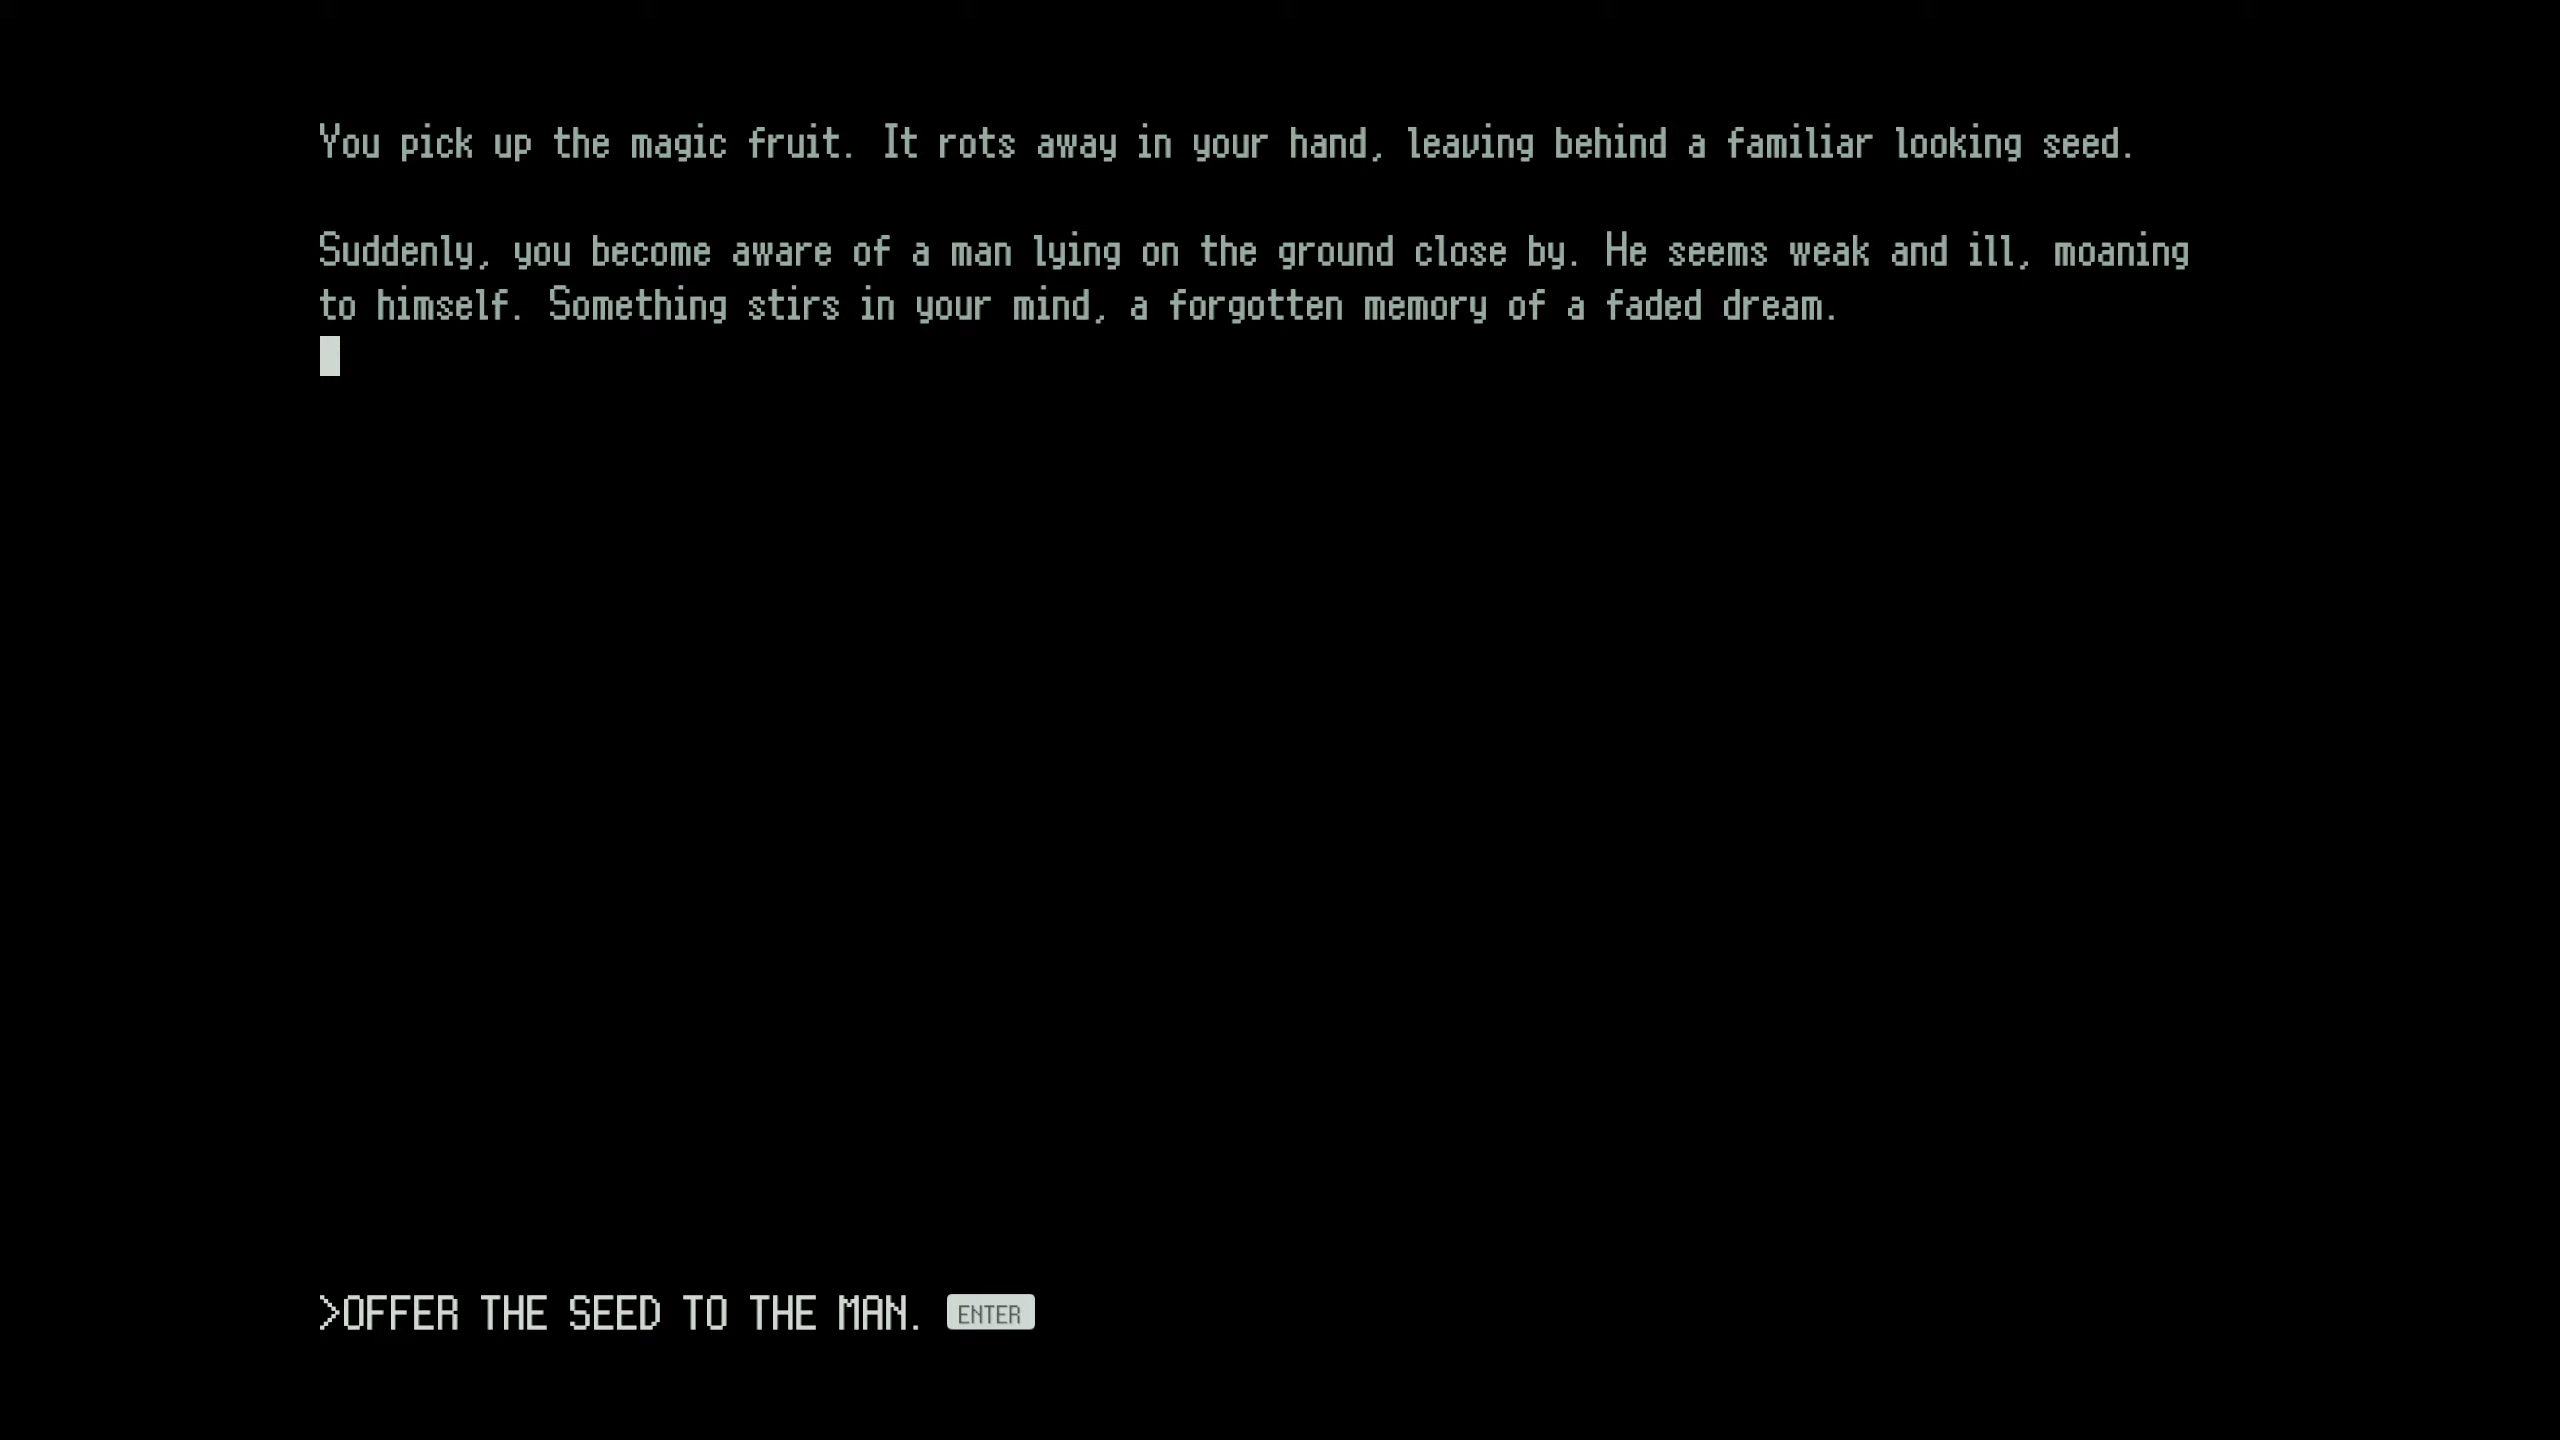 You pick up the magic fruit. It rots away in your hand, leaving behind a familiar looking seed.
Suddenly, you become aware of a man lying on the ground close by. He seems weak and ill, moaning
to himself. Something stirs in your mind, a forgotten memory of a faded dream.
>OFFER THE SEED TO THE MAN. ENTER